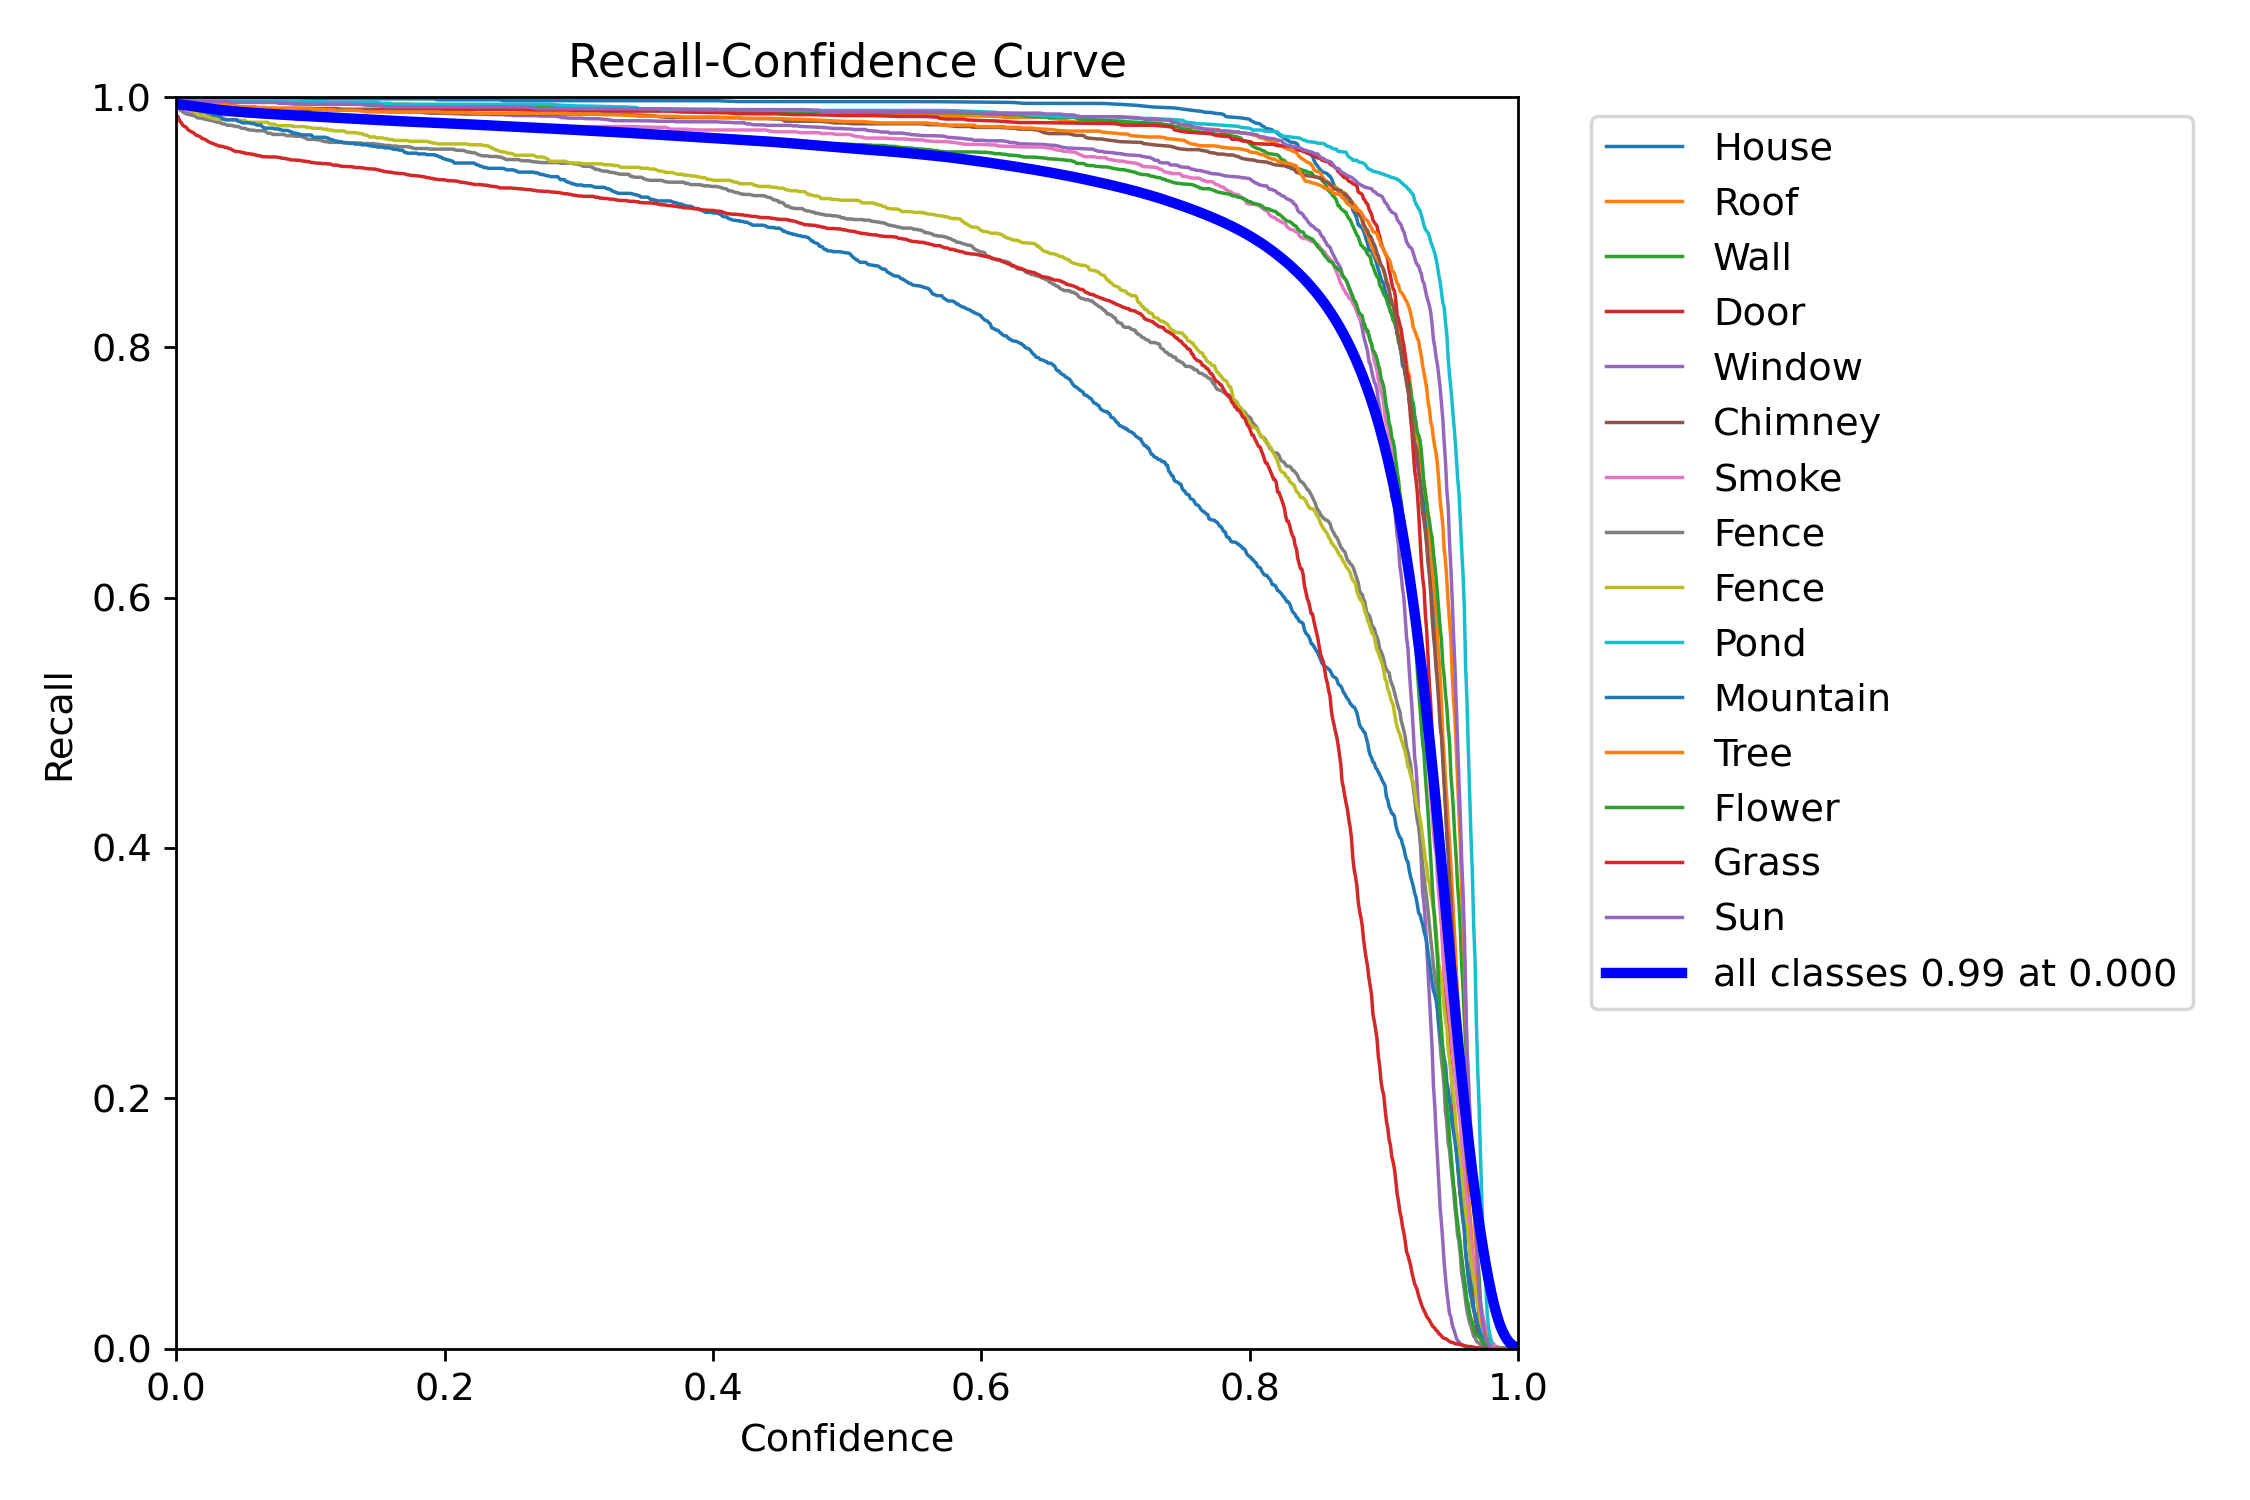 Recall-Confidence Curve
1.0
0.8
0.6
0.4
0.2
0.0
0.0 0.2 0.4 0.6 0.8 1.0
Recall
Confidence
House
Roof
Wall
Door
Window
Chimney
Smoke
Fence
Fence
Pond
Mountain
Tree
Flower
Grass
Sun
all classes 0.99 at 0.000